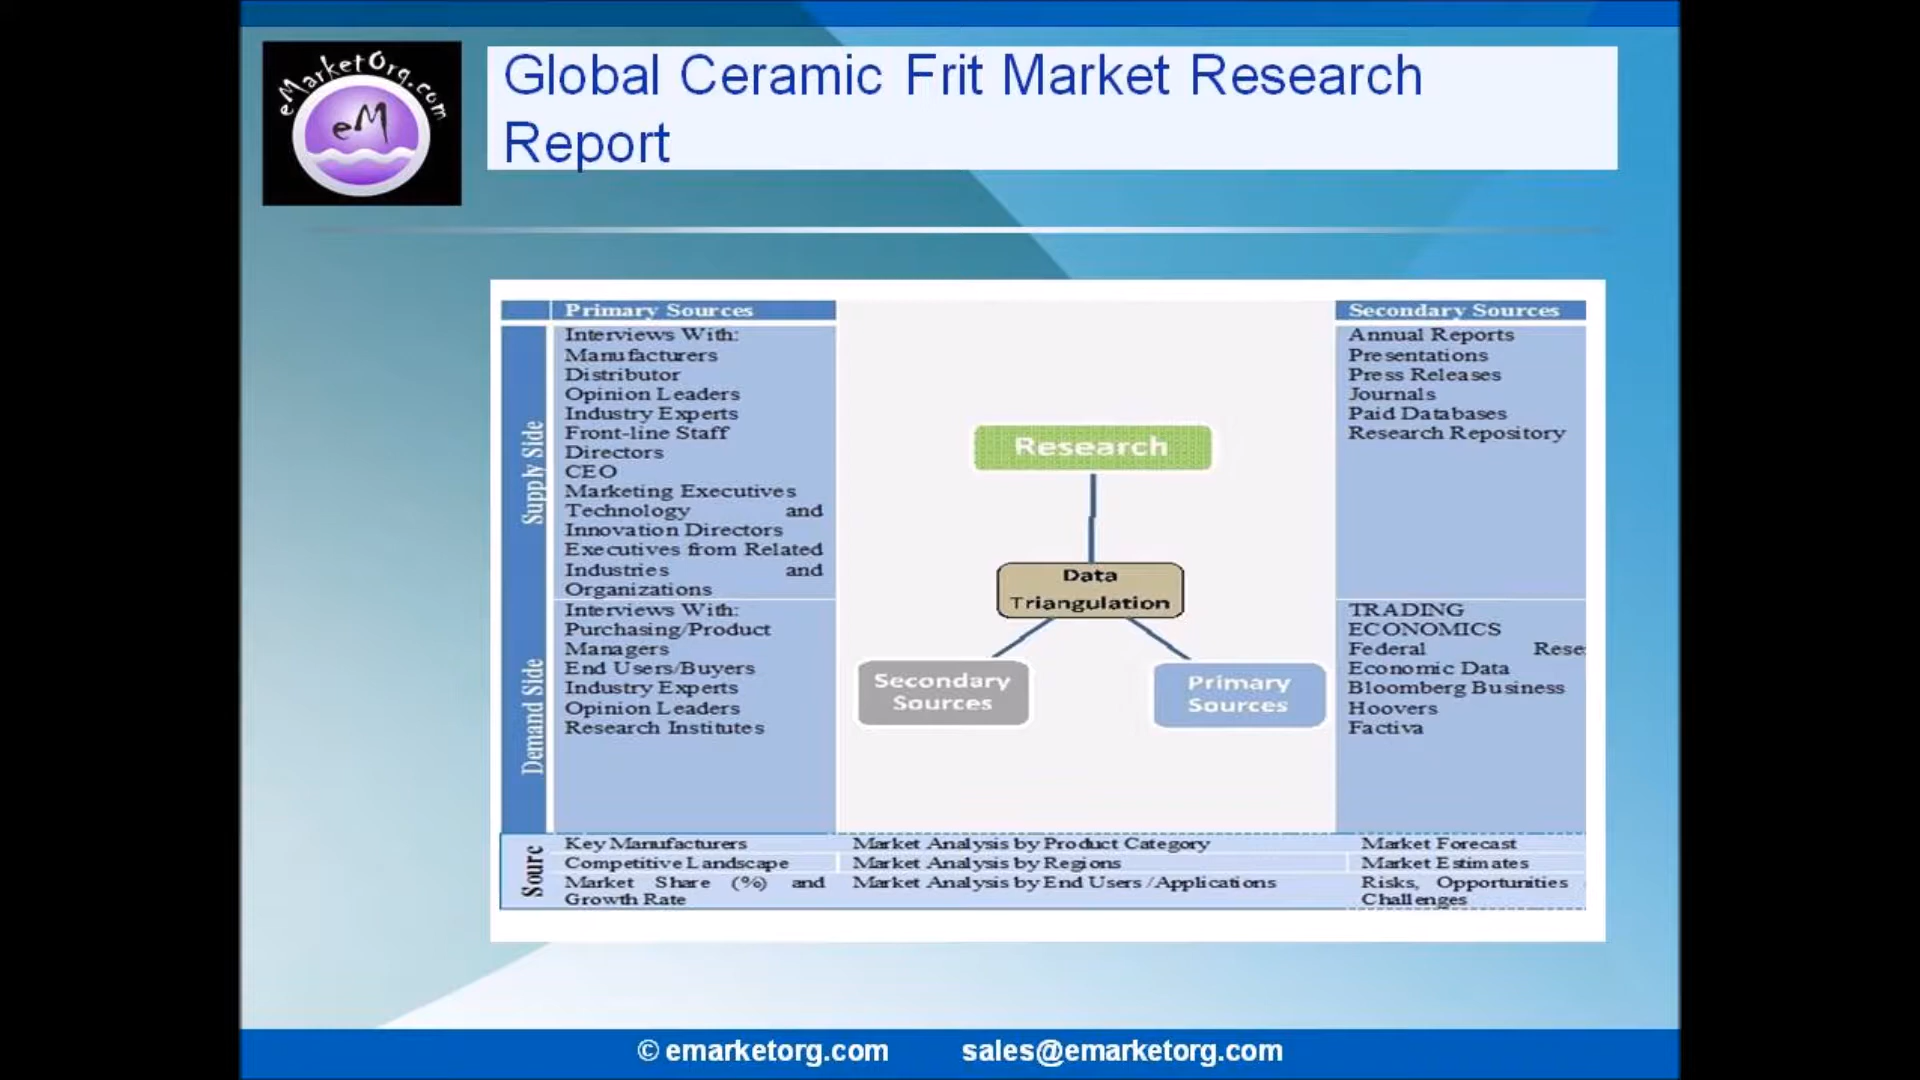 eMarketOrg.com
eM
Global Ceramic Frit Market Research
Report
Primary Sources
Supply Side
Interviews With:
Manufacturers
Distributor
Opinion Leaders
Industry Experts
Front-line Staff
Directors
CEO
Marketing Executives
Technology and
Innovation Directors
Executives from Related
Industries and
Organizations
Demand Side
Interviews With:
Purchasing/Product
Managers
End Users/Buyers
Industry Experts
Opinion Leaders
Research Institutes
Research
Data
Triangulation
Secondary
Sources
Primary
Sources
Secondary Sources
Annual Reports
Presentations
Press Releases
Journals
Paid Databases
Research Repository
TRADING
ECONOMICS
Federal Rese
Economic Data
Bloomberg Business
Hoovers
Factiva
Sourc
Key Manufacturers
Competitive Landscape
Market Share (%) and
Growth Rate
Market Analysis by Product Category
Market Analysis by Regions
Market Analysis by End Users /Applications
Market Forecast
Market Estimates
Risks, Opportunities
Challenges
© emarketorg.com sales@emarketorg.com